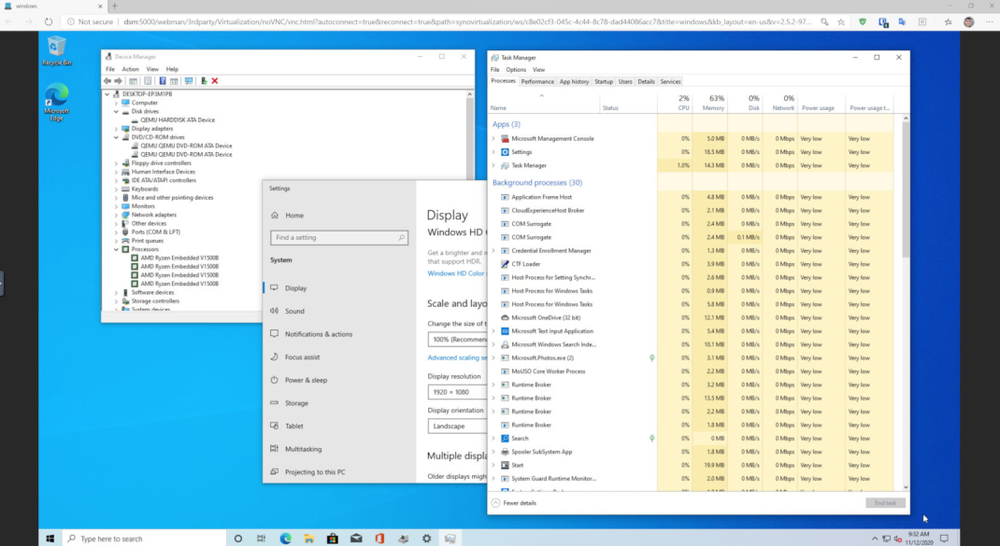 windows
Not secure
dsm:5000/webman/3rdparty/Virtualization/noVNC/vnc.html?autoconnect=true&reconnect=true&path=synovirtualization/ws/c8e02cf3-045c-4c44-8c78-dad44086acc7&title=windows&kb_layout=en-us&v=2.5.2-97...
Recycle Bin
Microsoft
Edge
Device Manager
File Action View Help
DESKTOP-EP3M1PB
Computer
Disk drives
QEMU HARDDISK ATA Device
Display adapters
DVD/CD-ROM drives
QEMU QEMU DVD-ROM ATA Device
QEMU QEMU DVD-ROM ATA Device
Floppy drive controllers
Human Interface Devices
IDE ATA/ATAPI controllers
Keyboards
Mice and other pointing devices
Monitors
Network adapters
Other devices
Ports (COM & LPT)
Print queues
Processors
AMD Ryzen Embedded V1500B
AMD Ryzen Embedded V1500B
AMD Ryzen Embedded V1500B
AMD Ryzen Embedded V1500B
Software devices
Storage controllers
System devices
Settings
Home
Find a setting
System
Display
Sound
Notifications & actions
Focus assist
Power & sleep
Storage
Tablet
Multitasking
Projecting to this PC
Display
Windows HD
Get a brighter and
that support HDR.
Windows HD Color
Scale and layo
Change the size of t
100% (Recommen
Advanced scaling se
Display resolution
1920 × 1080
Display orientation
Landscape
Multiple displa
Older displays migh
Task Manager
File Options View
Processes Performance App history Startup Users Details Services
2% 63% 0% 0%
Name Status CPU Memory Disk Network Power usage Power usage t...
Apps (3)
Microsoft Management Console 0% 5.0 MB 0 MB/s 0 Mbps Very low Very low
Settings 0% 18.5 MB 0 MB/s 0 Mbps Very low Very low
Task Manager 1.0% 14.3 MB 0 MB/s 0 Mbps Very low Very low
Background processes (30)
Application Frame Host 0% 4.8 MB 0 MB/s 0 Mbps Very low Very low
CloudExperienceHost Broker 0% 2.1 MB 0 MB/s 0 Mbps Very low Very low
COM Surrogate 0% 2.4 MB 0 MB/s 0 Mbps Very low Very low
COM Surrogate 0% 2.4 MB 0.1 MB/s 0 Mbps Very low Very low
Credential Enrollment Manager 0% 1.3 MB 0 MB/s 0 Mbps Very low Very low
CTF Loader 0% 3.9 MB 0 MB/s 0 Mbps Very low Very low
Host Process for Setting Synchr... 0% 2.8 MB 0 MB/s 0 Mbps Very low Very low
Host Process for Windows Tasks 0% 0.9 MB 0 MB/s 0 Mbps Very low Very low
Host Process for Windows Tasks 0% 5.8 MB 0 MB/s 0 Mbps Very low Very low
Microsoft OneDrive (32 bit) 0% 12.1 MB 0 MB/s 0 Mbps Very low Very low
Microsoft Text Input Application 0% 5.4 MB 0 MB/s 0 Mbps Very low Very low
Microsoft Windows Search Inde... 0% 10.1 MB 0 MB/s 0 Mbps Very low Very low
Microsoft.Photos.exe (2) 0% 3.1 MB 0 MB/s 0 Mbps Very low Very low
MoUSO Core Worker Process 0% 2.2 MB 0 MB/s 0 Mbps Very low Very low
Runtime Broker 0% 3.2 MB 0 MB/s 0 Mbps Very low Very low
Runtime Broker 0% 13.5 MB 0 MB/s 0 Mbps Very low Very low
Runtime Broker 0% 2.2 MB 0 MB/s 0 Mbps Very low Very low
Runtime Broker 0% 1.8 MB 0 MB/s 0 Mbps Very low Very low
Search 0% 0 MB 0 MB/s 0 Mbps Very low Very low
Spooler SubSystem App 0% 1.8 MB 0 MB/s 0 Mbps Very low Very low
Start 0% 19.9 MB 0 MB/s 0 Mbps Very low Very low
System Guard Runtime Monitor... 0% 2.0 MB 0 MB/s 0 Mbps Very low Very low
Fewer details
End task
Type here to search
9:32 AM
11/12/2020